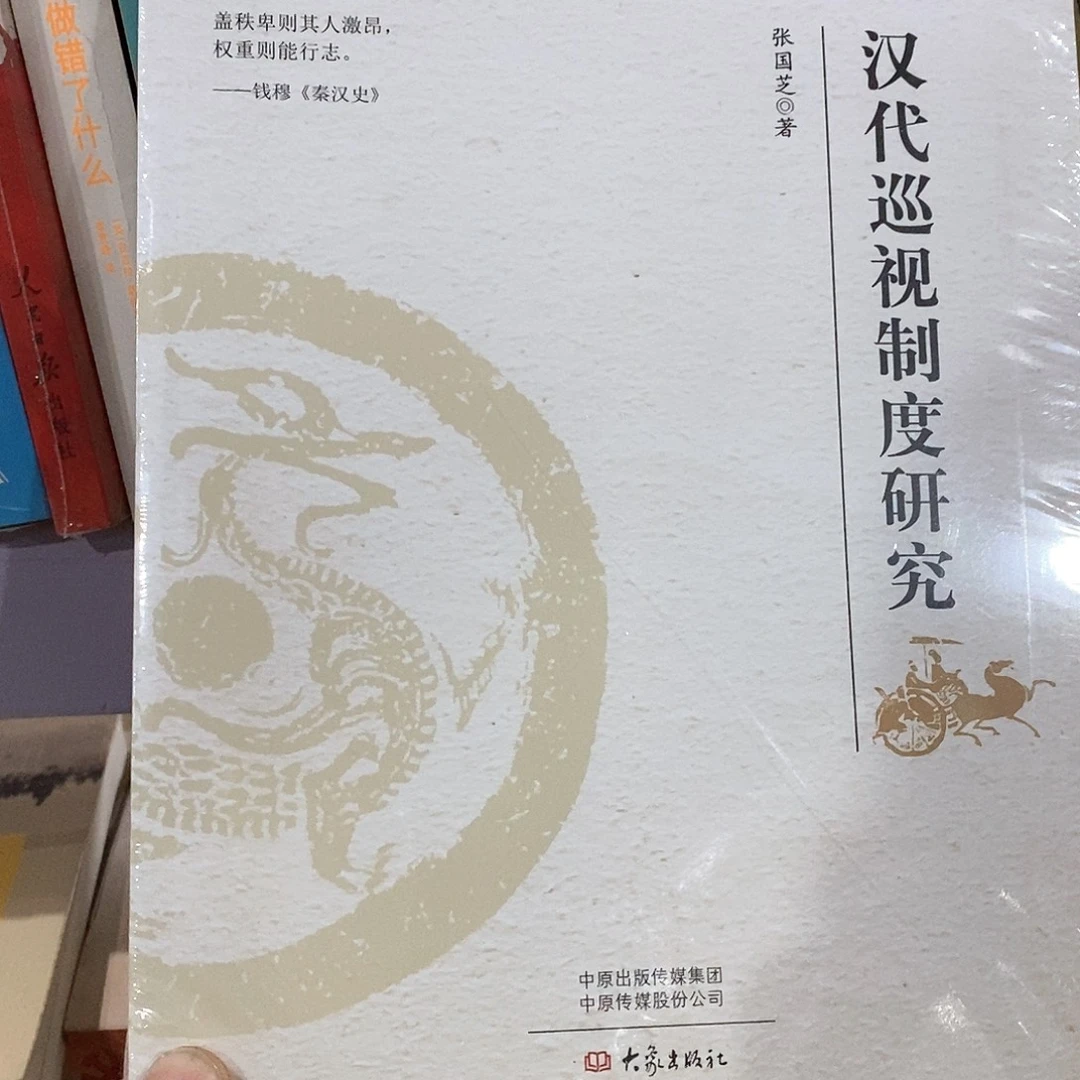 盖秩卑则其人激昂，
权重则能行志。
——钱穆《秦汉史》
张国芝◎著
汉代巡视制度研究
中原出版传媒集团
中原传媒股份公司
大象出版社
做错了什么
出版社